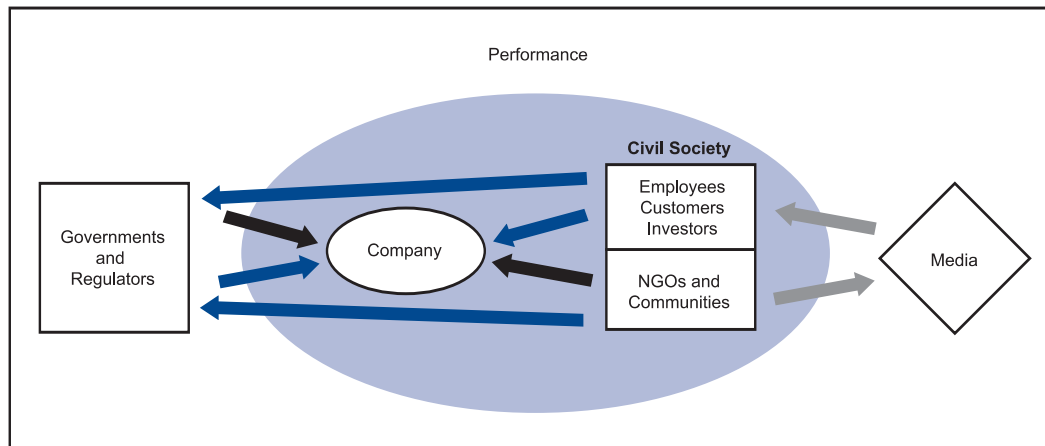 Performance
Civil Society
Employees
Customers
Investors
Governments
and
Regulators
Company
NGOs and
Communities
Media